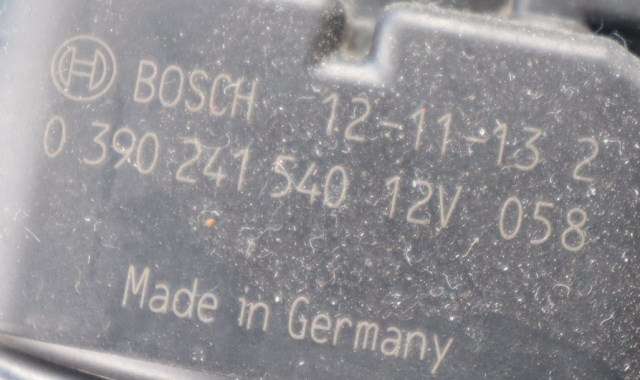 BOSCH 12-11-13 2
0 390 241 540 12V 058
Made in Germany